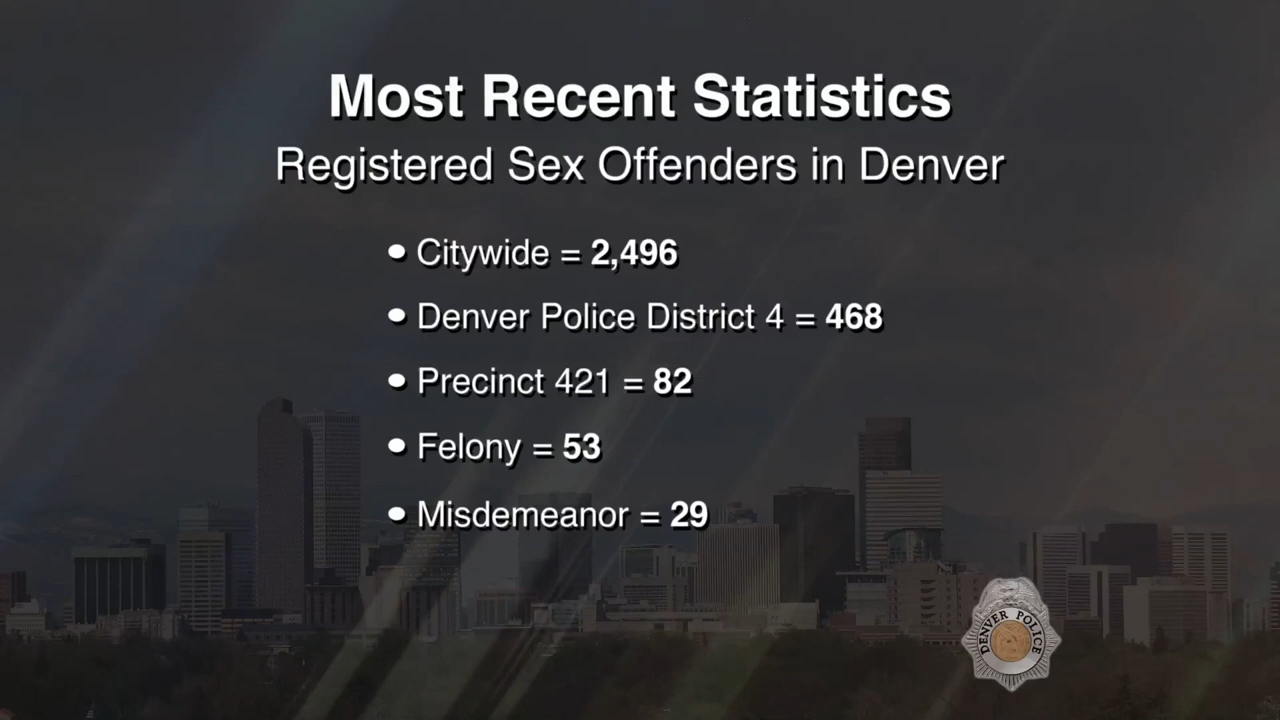 Most Recent Statistics
Registered Sex Offenders in Denver
• Citywide = 2,496
• Denver Police District 4 = 468
• Precinct 421 = 82
• Felony = 53
• Misdemeanor = 29
DENVER POLICE